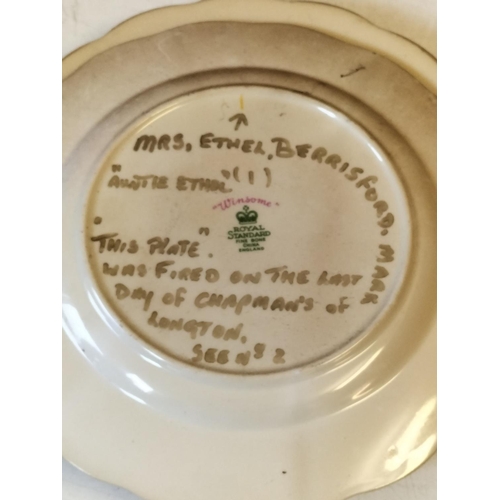 MRS, ETHEL, BERRISFORD, MARK
"AUNTIE ETHEL" (1)
"Winsome"
ROYAL
STANDARD
FINE BONE
CHINA
ENGLAND
"THIS PLATE".
WAS FIRED ON THE LAST
DAY OF CHAPMAN'S of
LONGTON.
SEE Nº 2